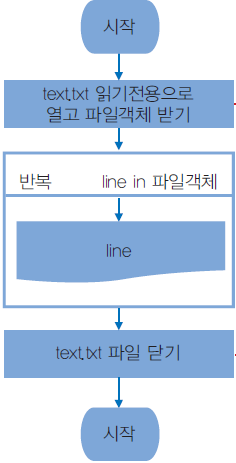 시작
text.txt 읽기전용으로
열고 파일객체 받기
반복 line in 파일객체
line
text.txt 파일 닫기
시작